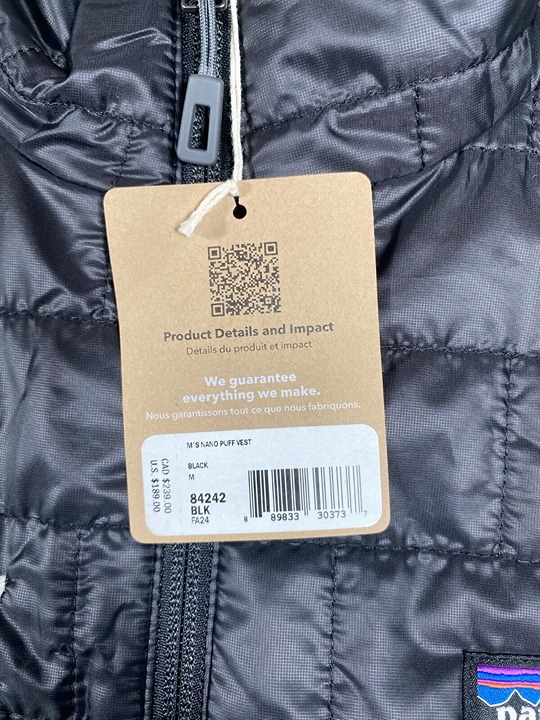 Product Details and Impact
Détails du produit et impact
We guarantee
everything we make.
Nous garantissons tout ce que nous fabriquons.
M'S NANO PUFF VEST
BLACK
M
84242
BLK
FA24
CAD $239.00
U.S. $189.00
8 89833 30373 7
pat